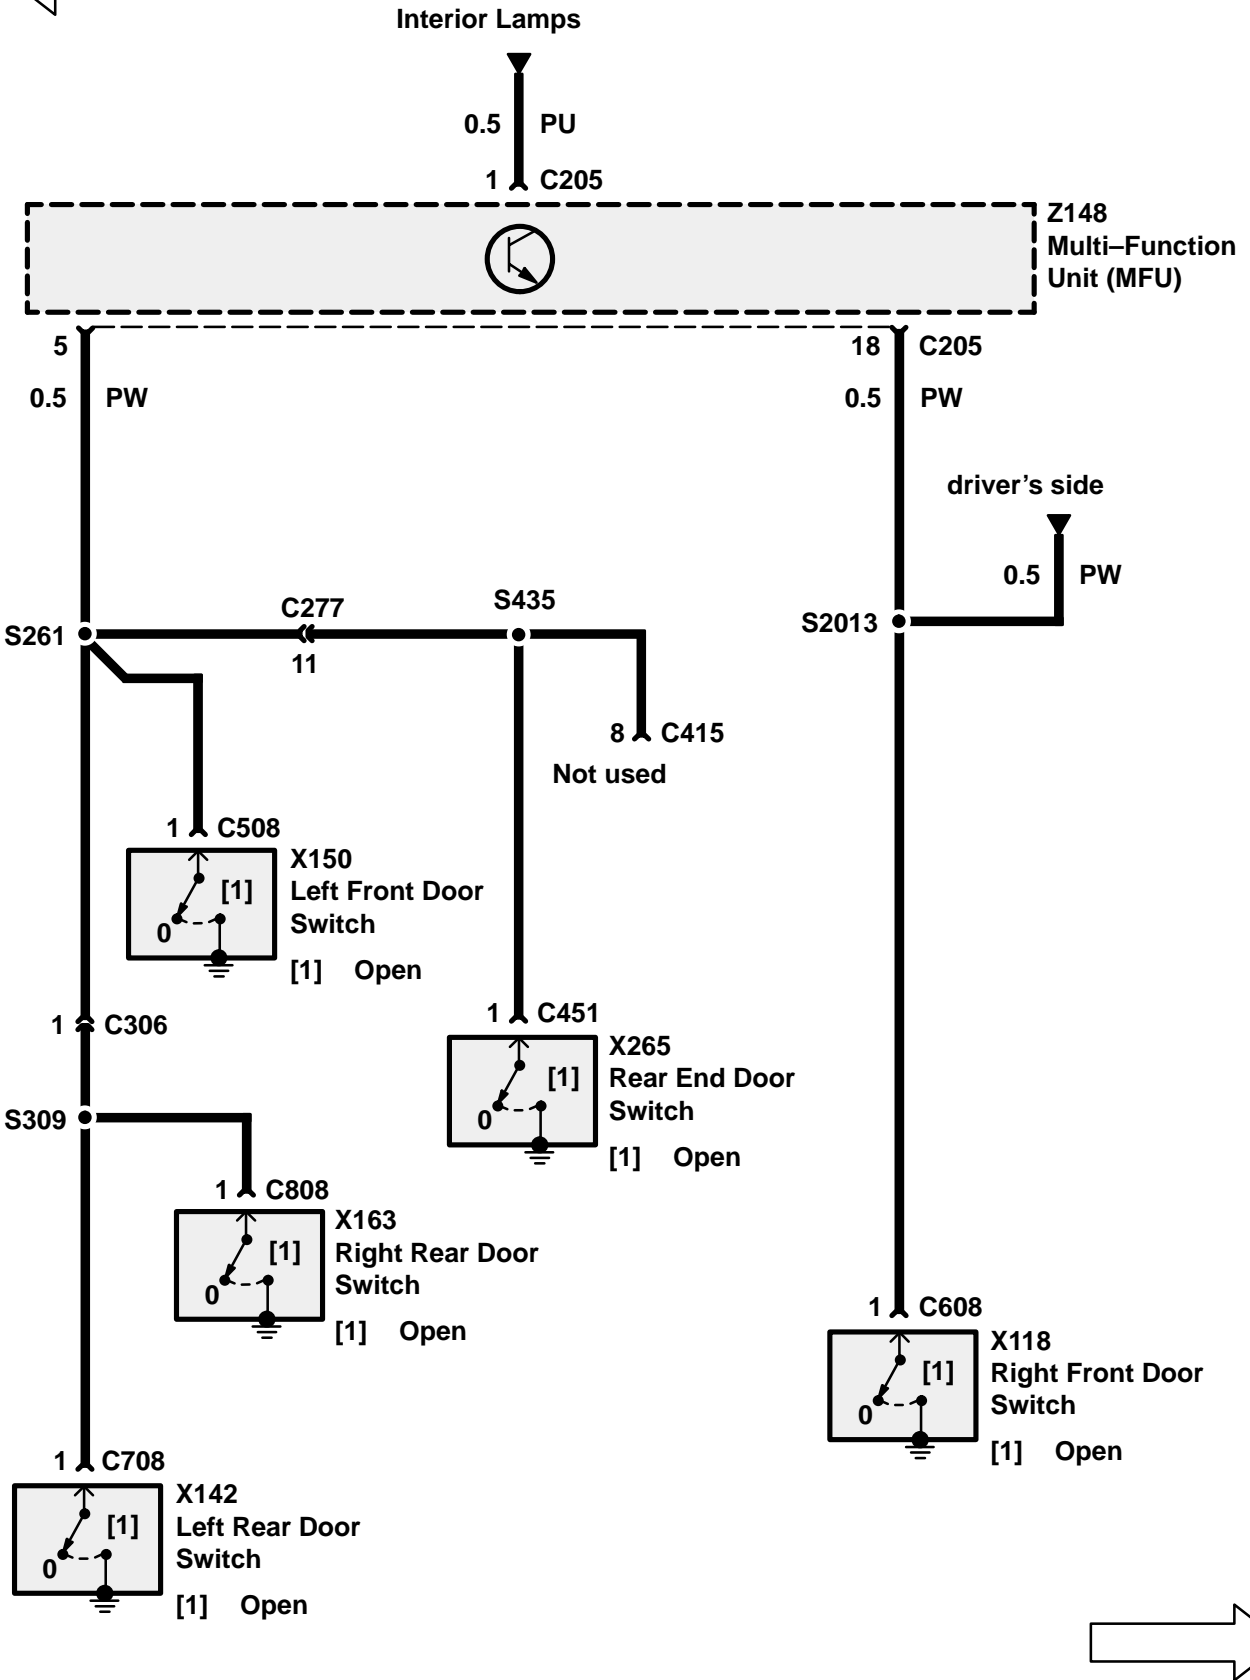 Interior Lamps
0.5 PU
1 C205
Z148
Multi–Function
Unit (MFU)
5
18 C205
0.5 PW
0.5 PW
driver's side
0.5 PW
C277
S435
S261
S2013
11
8 C415
Not used
1 C508
X150
Left Front Door
Switch
[1]
0
[1] Open
1 C306
1 C451
X265
Rear End Door
Switch
[1]
0
[1] Open
S309
1 C808
X163
Right Rear Door
Switch
[1]
0
[1] Open
1 C608
X118
Right Front Door
Switch
[1]
0
[1] Open
1 C708
X142
Left Rear Door
Switch
[1]
0
[1] Open